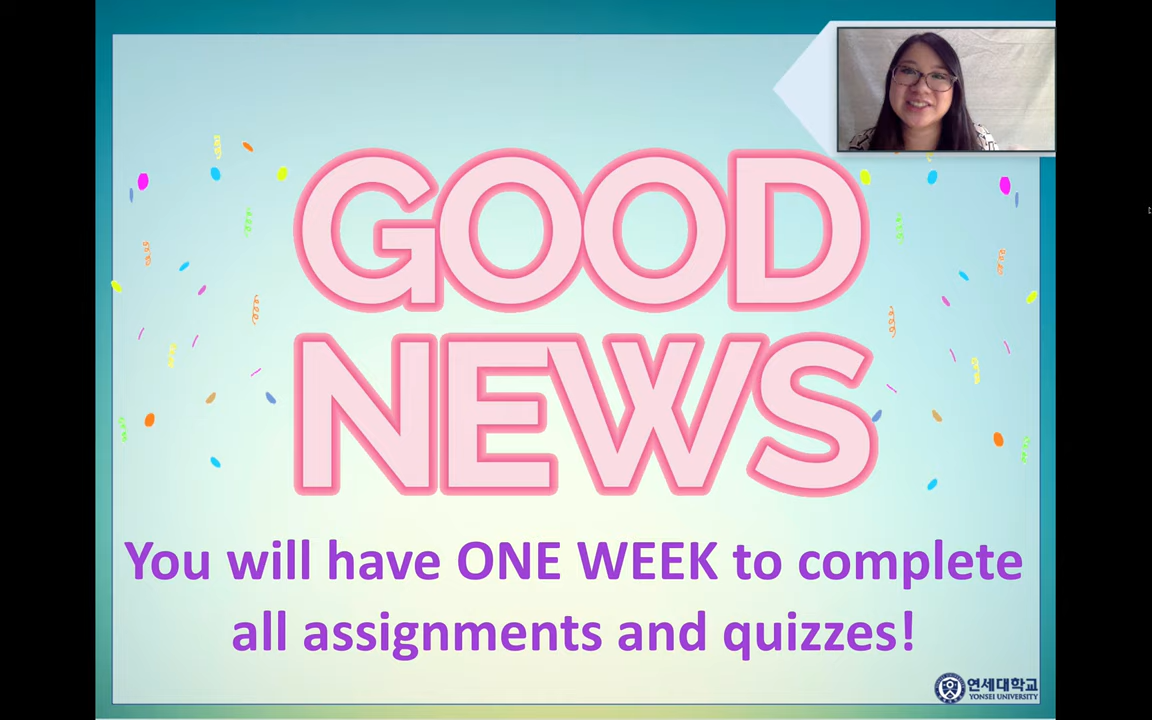 GOOD
NEWS
You will have ONE WEEK to complete
all assignments and quizzes!
연세대학교
YONSEI UNIVERSITY